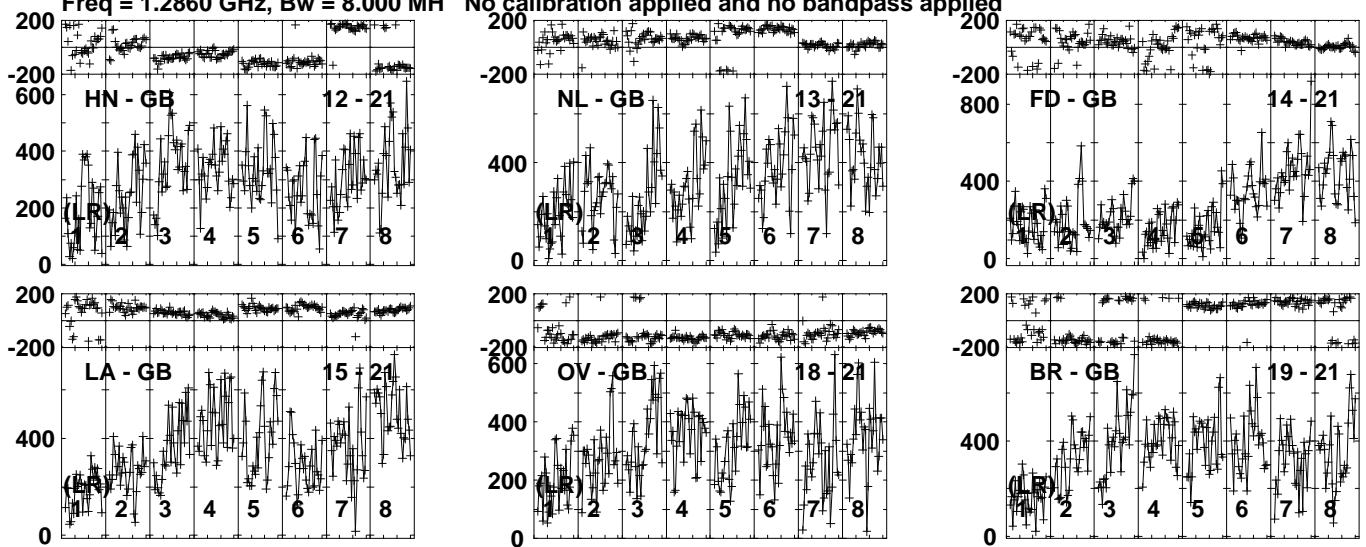 Freq = 1.2860 GHz, Bw = 8.000 MH No calibration applied and no bandpass applied
200 200 200
-200 -200 -200
600 HN - GB 12 - 21 NL - GB 13 - 21 800 FD - GB 14 - 21
400 400 400
200 (LR) (LR) (LR)
1 2 3 4 5 6 7 8 1 2 3 4 5 6 7 8 1 2 3 4 5 6 7 8
0 0 0
200 200 200
-200 -200 -200
LA - GB 15 - 21 600 OV - GB 18 - 21 BR - GB 19 - 21
400 400 400
(LR) 200 (LR) (LR)
1 2 3 4 5 6 7 8 1 2 3 4 5 6 7 8 1 2 3 4 5 6 7 8
0 0 0